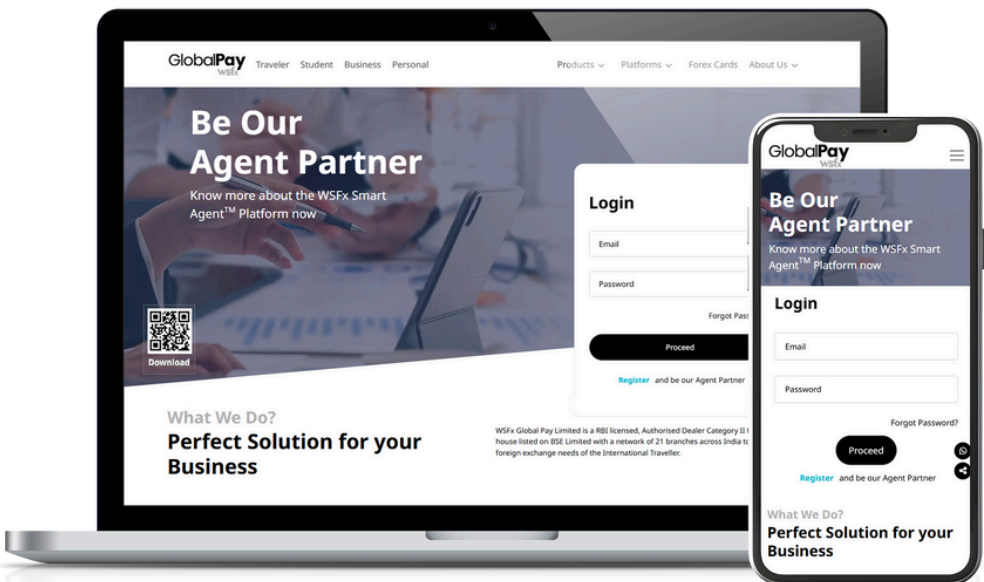 GlobalPay
WSFx
Traveler Student Business Personal
Products Platforms Forex Cards About Us
Be Our
Agent Partner
Know more about the WSFx Smart
Agent™ Platform now
Download
Login
Email
Password
Forgot
Proceed
Register and be our Agent Partner
What We Do?
Perfect Solution for your
Business
WSFx Global Pay Limited is a RBI licensed, Authorised Dealer Category II
house listed on BSE Limited with a network of 21 branches across India
foreign exchange needs of the International Traveller.
GlobalPay
WSFx
Be Our
Agent Partner
Know more about the WSFx Smart
Agent™ Platform now
Login
Email
Password
Forgot Password?
Proceed
Register and be our Agent Partner
What We Do?
Perfect Solution for your
Business